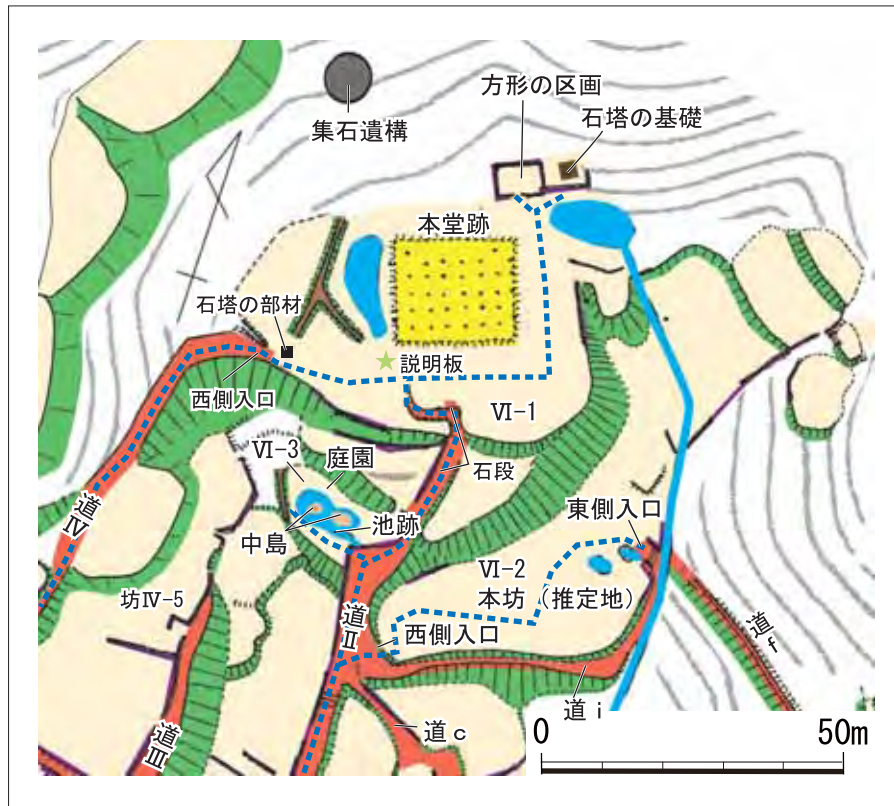 方形の区画
石塔の基礎
集石遺構
本堂跡
石塔の部材
説明板
西側入口
Ⅵ-1
Ⅵ-3
庭園
石段
道Ⅳ
池跡
中島
東側入口
Ⅵ-2
本坊（推定地）
坊Ⅳ-5
道Ⅱ
西側入口
道f
道i
道c
道Ⅲ
0
50m